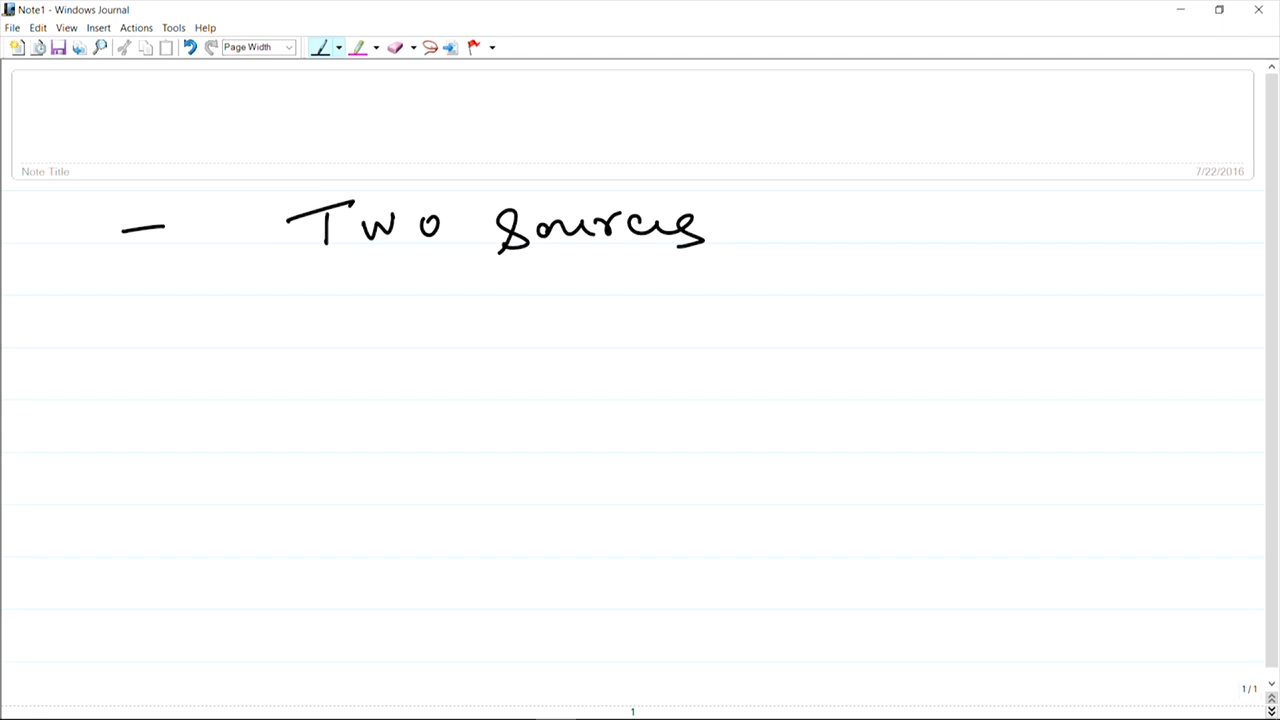 Note1 - Windows Journal
File Edit View Insert Actions Tools Help
Page Width
Note Title 7/22/2016
— Two Sources
1 / 1
1